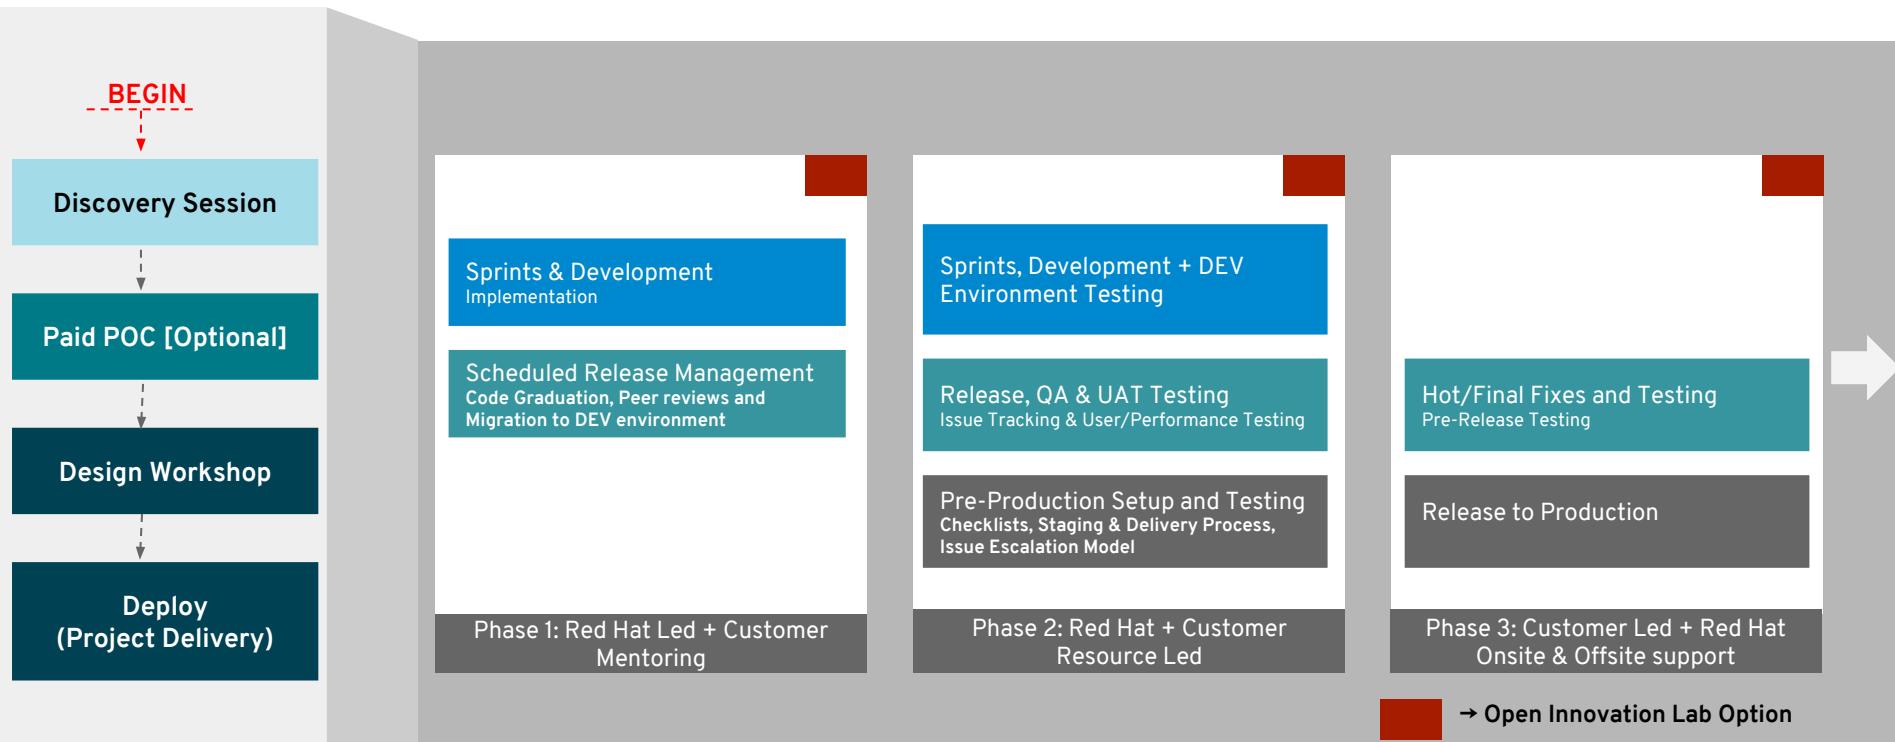 BEGIN
Discovery Session
Paid POC [Optional]
Design Workshop
Deploy
(Project Delivery)
Sprints & Development
Implementation
Scheduled Release Management
Code Graduation, Peer reviews and
Migration to DEV environment
Phase 1: Red Hat Led + Customer
Mentoring
Sprints, Development + DEV
Environment Testing
Release, QA & UAT Testing
Issue Tracking & User/Performance Testing
Pre-Production Setup and Testing
Checklists, Staging & Delivery Process,
Issue Escalation Model
Phase 2: Red Hat + Customer
Resource Led
Hot/Final Fixes and Testing
Pre-Release Testing
Release to Production
Phase 3: Customer Led + Red Hat
Onsite & Offsite support
→ Open Innovation Lab Option